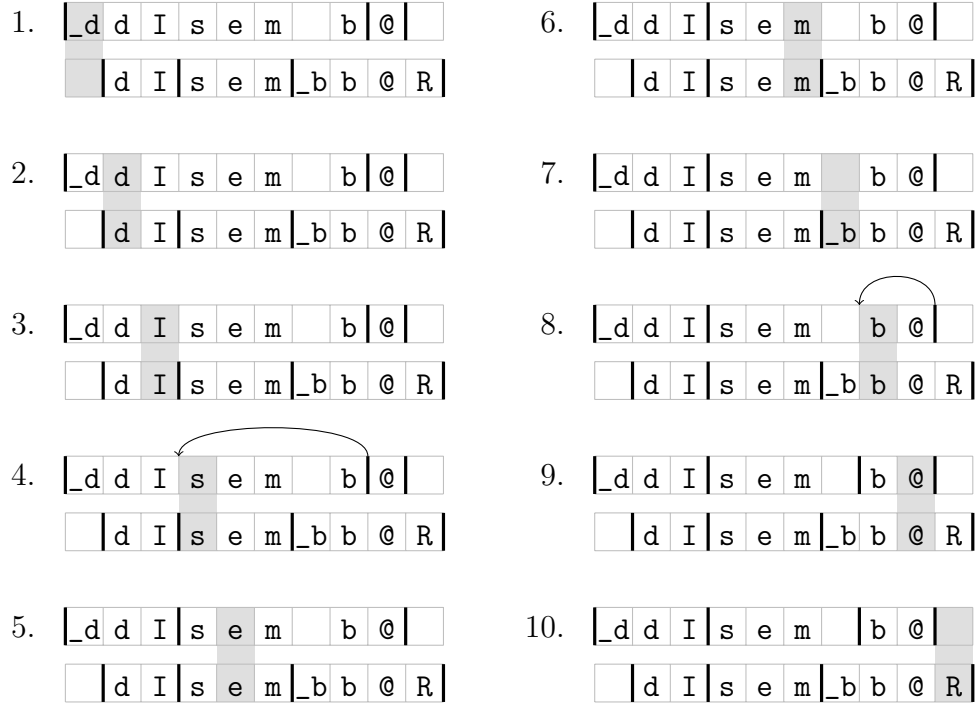 1. _d d I s e m b @
d I s e m _b b @ R
2. _d d I s e m b @
d I s e m _b b @ R
3. _d d I s e m b @
d I s e m _b b @ R
4. _d d I s e m b @
d I s e m _b b @ R
5. _d d I s e m b @
d I s e m _b b @ R
6. _d d I s e m b @
d I s e m _b b @ R
7. _d d I s e m b @
d I s e m _b b @ R
8. _d d I s e m b @
d I s e m _b b @ R
9. _d d I s e m b @
d I s e m _b b @ R
10. _d d I s e m b @
d I s e m _b b @ R